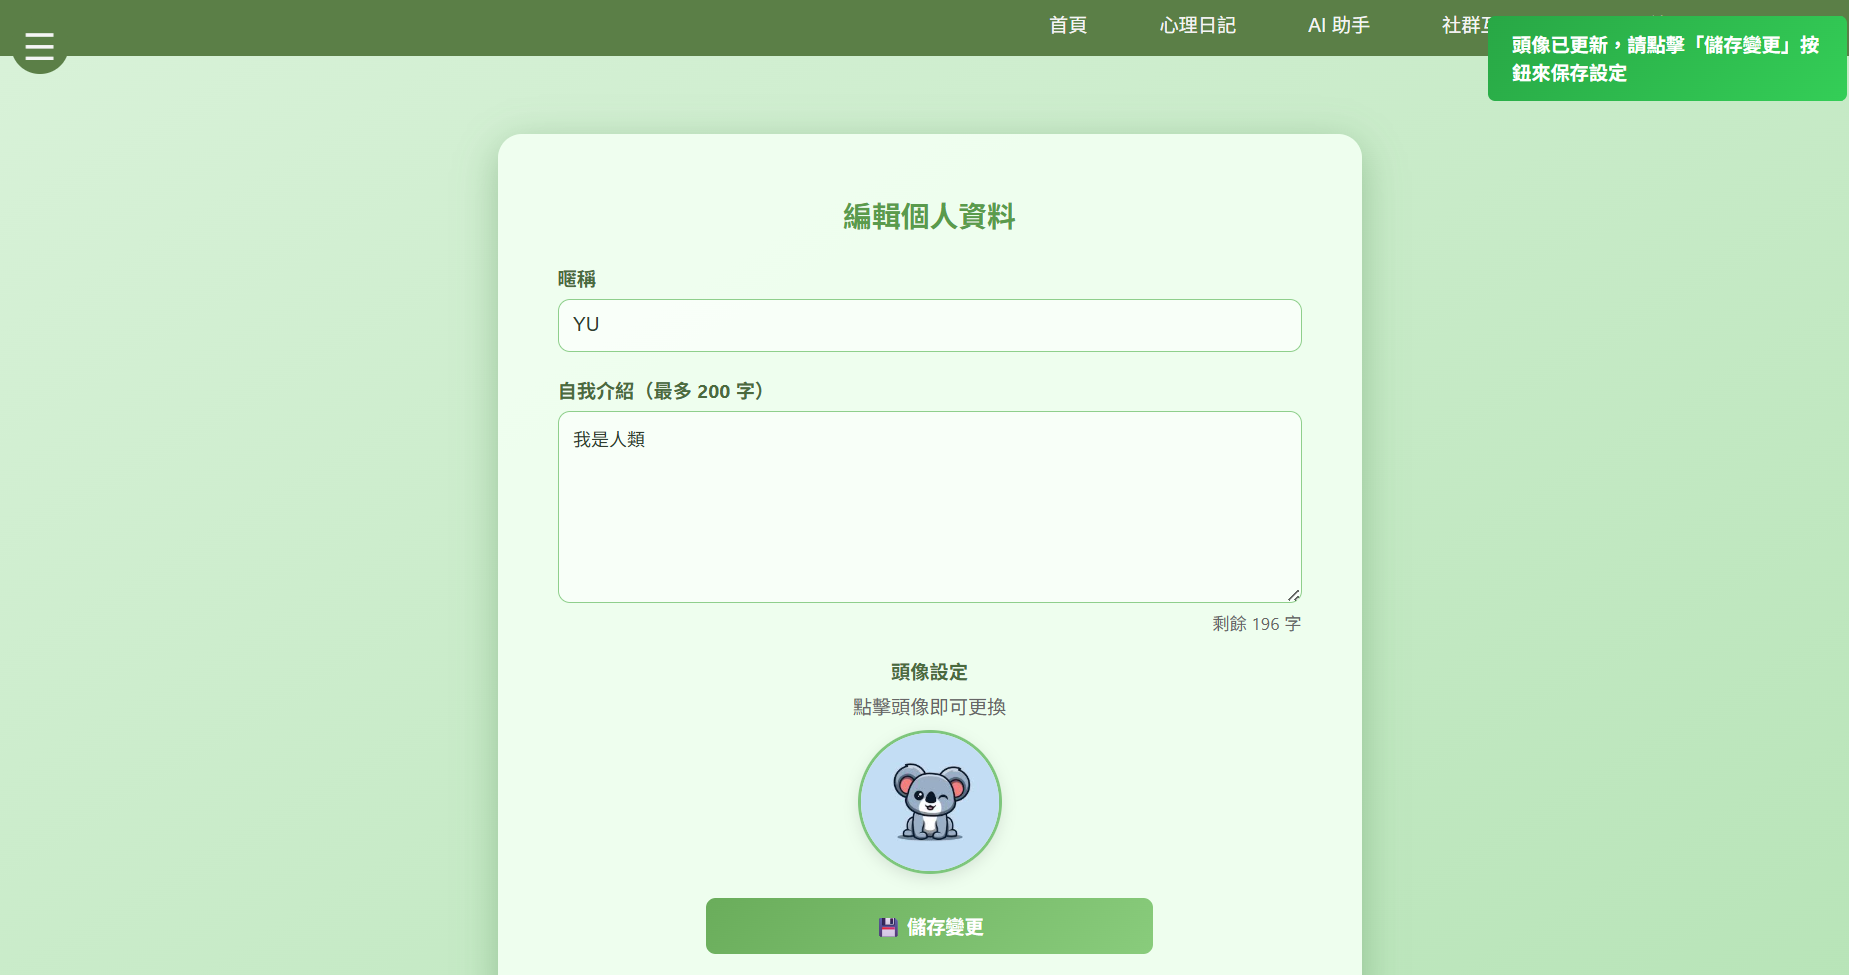 首頁
心理日記
AI 助手
社群
頭像已更新，請點擊「儲存變更」按
鈕來保存設定
編輯個人資料
暱稱
YU
自我介紹（最多 200 字）
我是人類
剩餘 196 字
頭像設定
點擊頭像即可更換
儲存變更